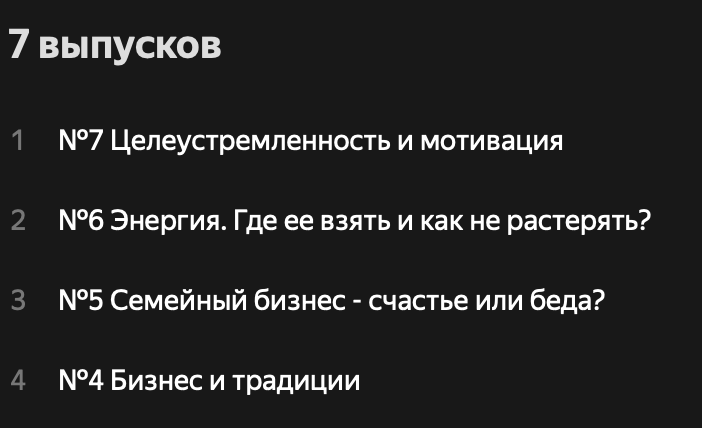 7 выпусков
1 №7 Целеустремленность и мотивация
2 №6 Энергия. Где ее взять и как не растерять?
3 №5 Семейный бизнес - счастье или беда?
4 №4 Бизнес и традиции